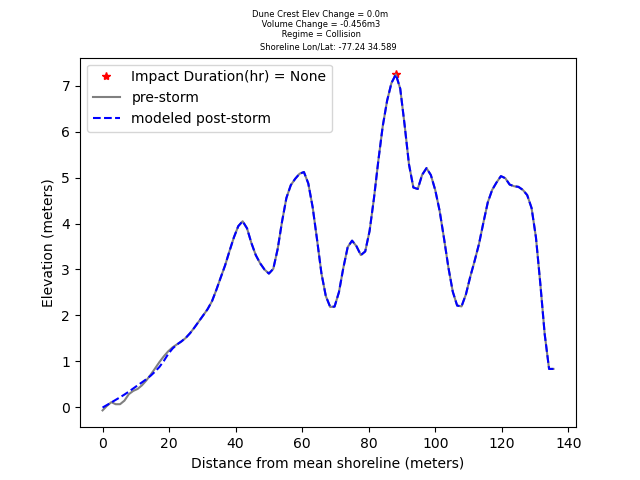 Dune Crest Elev Change = 0.0m
Volume Change = -0.456m3
Regime = Collision
Shoreline Lon/Lat: -77.24 34.589
Impact Duration(hr) = None
pre-storm
modeled post-storm
Elevation (meters)
7
6
5
4
3
2
1
0
0 20 40 60 80 100 120 140
Distance from mean shoreline (meters)